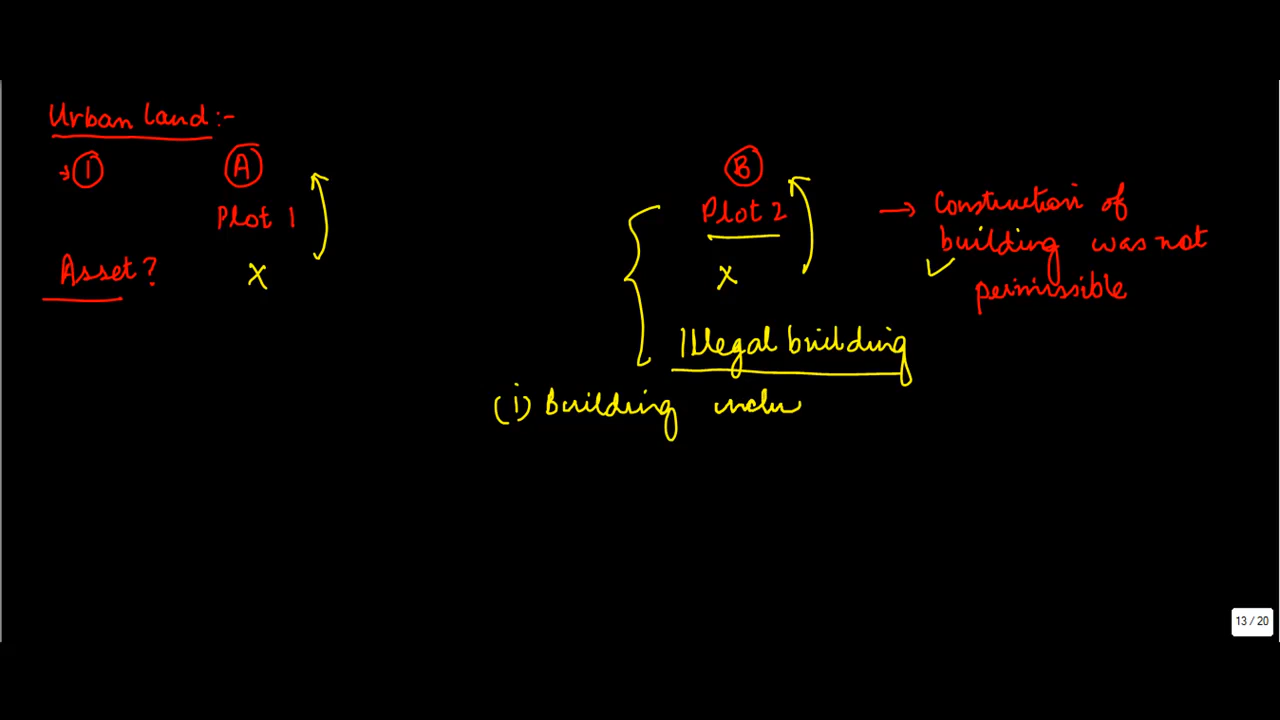 Urban land :-
→ 1 A B
Plot 1 Plot 2 → Construction of
building was not
permissible
Asset? X X
Illegal building
(i) Building inclu
13 / 20